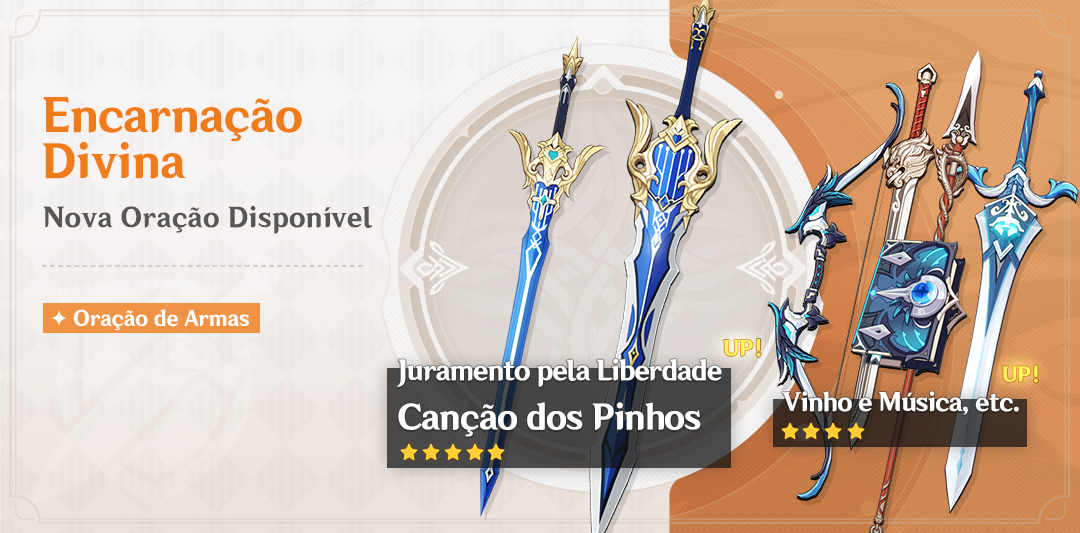 Encarnação
Divina
Nova Oração Disponível
✦ Oração de Armas
UP!
Juramento pela Liberdade
Canção dos Pinhos
UP!
Vinho e Música, etc.